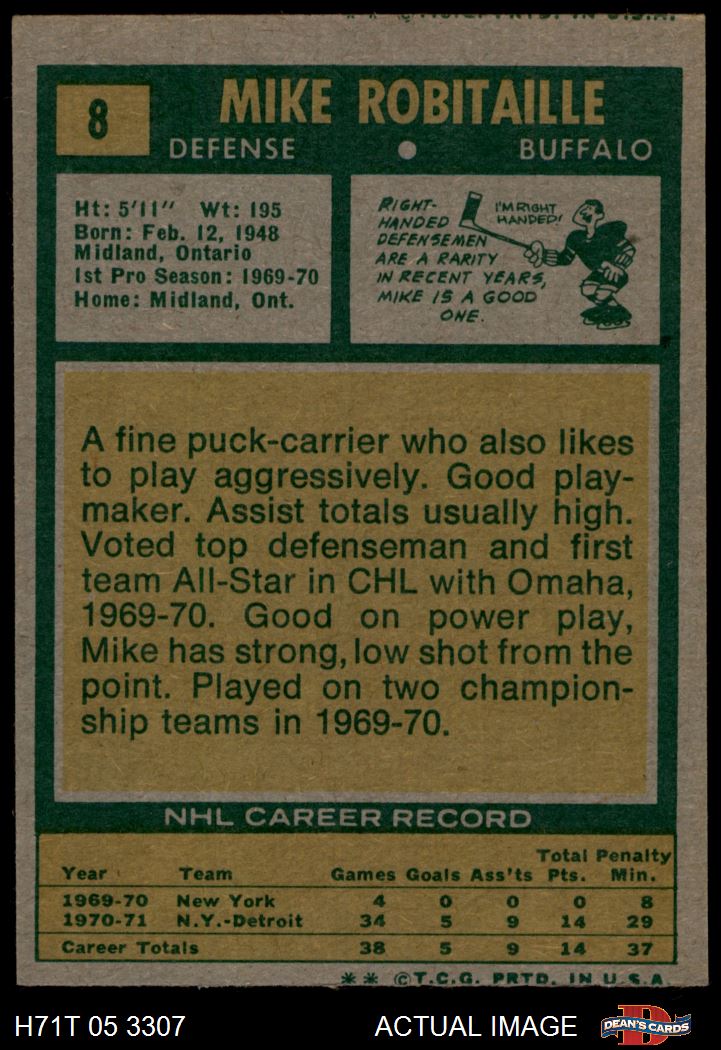 8
MIKE ROBITAILLE
DEFENSE
BUFFALO
Ht: 5'11" Wt: 195
Born: Feb. 12, 1948
Midland, Ontario
1st Pro Season: 1969-70
Home: Midland, Ont.
RIGHT-
HANDED
DEFENSEMEN
ARE A RARITY
IN RECENT YEARS,
MIKE IS A GOOD
ONE.
I'M RIGHT
HANDED!
A fine puck-carrier who also likes
to play aggressively. Good play-
maker. Assist totals usually high.
Voted top defenseman and first
team All-Star in CHL with Omaha,
1969-70. Good on power play,
Mike has strong, low shot from the
point. Played on two champion-
ship teams in 1969-70.
NHL CAREER RECORD
Total Penalty
Year Team Games Goals Ass'ts Pts. Min.
1969-70 New York 4 0 0 0 8
1970-71 N.Y.-Detroit 34 5 9 14 29
Career Totals 38 5 9 14 37
** ©T.C.G. PRTD. IN U.S.A.
H71T 05 3307
ACTUAL IMAGE
D
DEAN'S CARDS